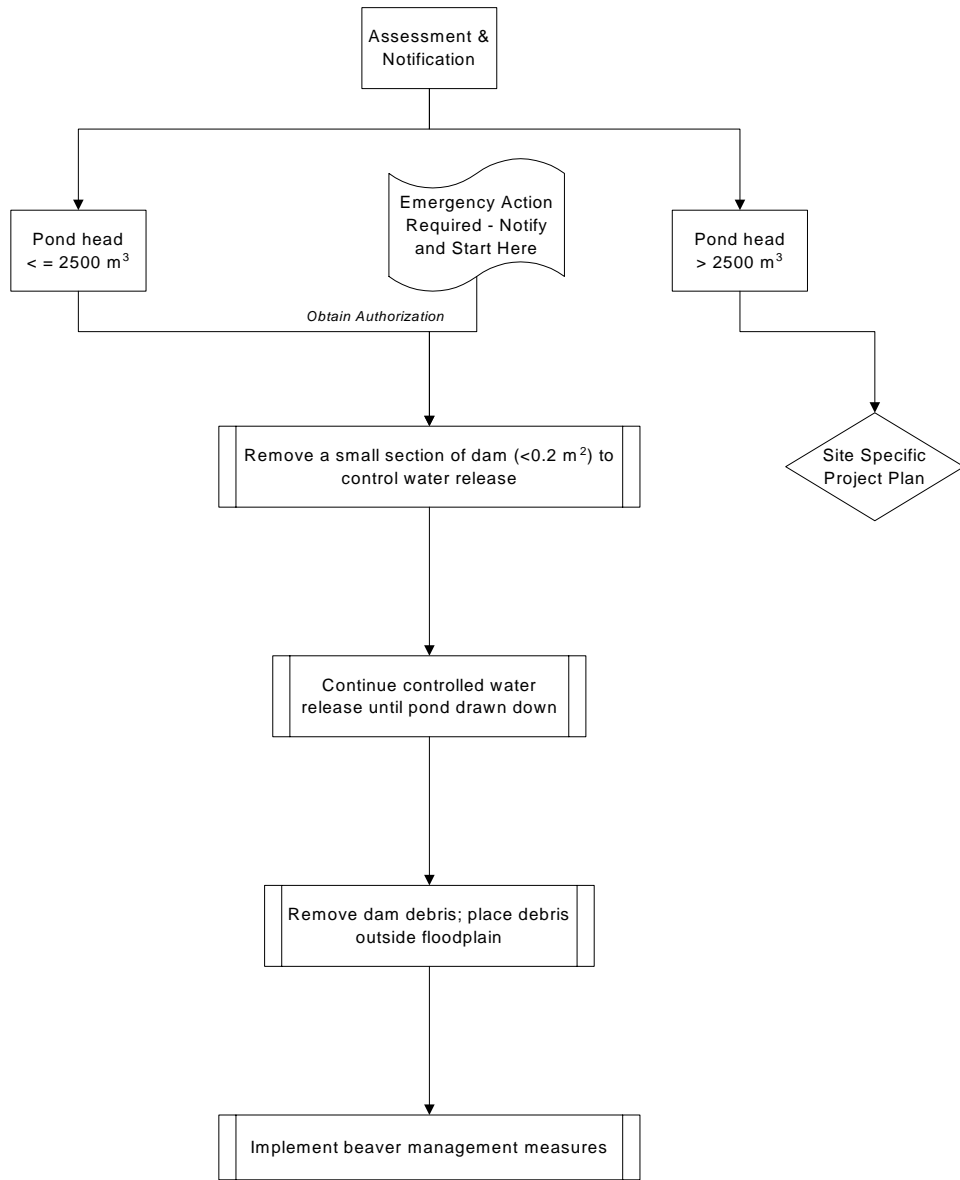 Assessment &
Notification
Emergency Action
Required - Notify
and Start Here
Pond head
< = 2500 m³
Pond head
> 2500 m³
Obtain Authorization
Remove a small section of dam (<0.2 m²) to
control water release
Site Specific
Project Plan
Continue controlled water
release until pond drawn down
Remove dam debris; place debris
outside floodplain
Implement beaver management measures